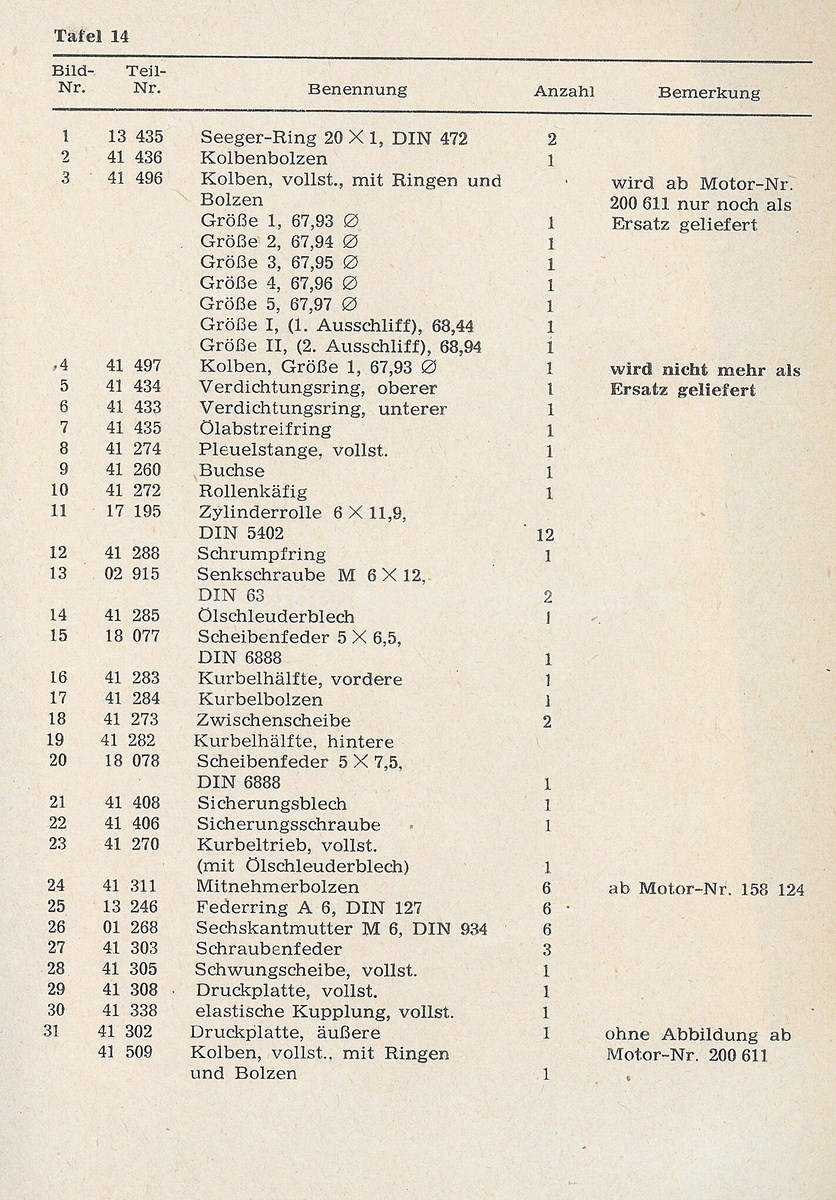 Tafel 14
Bild-Nr. Teil-Nr. Benennung Anzahl Bemerkung
1 13 435 Seeger-Ring 20 × 1, DIN 472 2
2 41 436 Kolbenbolzen 1
3 41 496 Kolben, vollst., mit Ringen und wird ab Motor-Nr.
Bolzen 200 611 nur noch als
Größe 1, 67,93 ∅ 1 Ersatz geliefert
Größe 2, 67,94 ∅ 1
Größe 3, 67,95 ∅ 1
Größe 4, 67,96 ∅ 1
Größe 5, 67,97 ∅ 1
Größe I, (1. Ausschliff), 68,44 1
Größe II, (2. Ausschliff), 68,94 1
4 41 497 Kolben, Größe 1, 67,93 ∅ 1 wird nicht mehr als
5 41 434 Verdichtungsring, oberer 1 Ersatz geliefert
6 41 433 Verdichtungsring, unterer 1
7 41 435 Ölabstreifring 1
8 41 274 Pleuelstange, vollst. 1
9 41 260 Buchse 1
10 41 272 Rollenkäfig 1
11 17 195 Zylinderrolle 6 × 11,9,
DIN 5402 12
12 41 288 Schrumpfring 1
13 02 915 Senkschraube M 6 × 12,
DIN 63 2
14 41 285 Ölschleuderblech 1
15 18 077 Scheibenfeder 5 × 6,5,
DIN 6888 1
16 41 283 Kurbelhälfte, vordere 1
17 41 284 Kurbelbolzen 1
18 41 273 Zwischenscheibe 2
19 41 282 Kurbelhälfte, hintere
20 18 078 Scheibenfeder 5 × 7,5,
DIN 6888 1
21 41 408 Sicherungsblech 1
22 41 406 Sicherungsschraube 1
23 41 270 Kurbeltrieb, vollst.
(mit Ölschleuderblech) 1
24 41 311 Mitnehmerbolzen 6 ab Motor-Nr. 158 124
25 13 246 Federring A 6, DIN 127 6
26 01 268 Sechskantmutter M 6, DIN 934 6
27 41 303 Schraubenfeder 3
28 41 305 Schwungscheibe, vollst. 1
29 41 308 Druckplatte, vollst. 1
30 41 338 elastische Kupplung, vollst. 1
31 41 302 Druckplatte, äußere 1 ohne Abbildung ab
41 509 Kolben, vollst., mit Ringen Motor-Nr. 200 611
und Bolzen 1